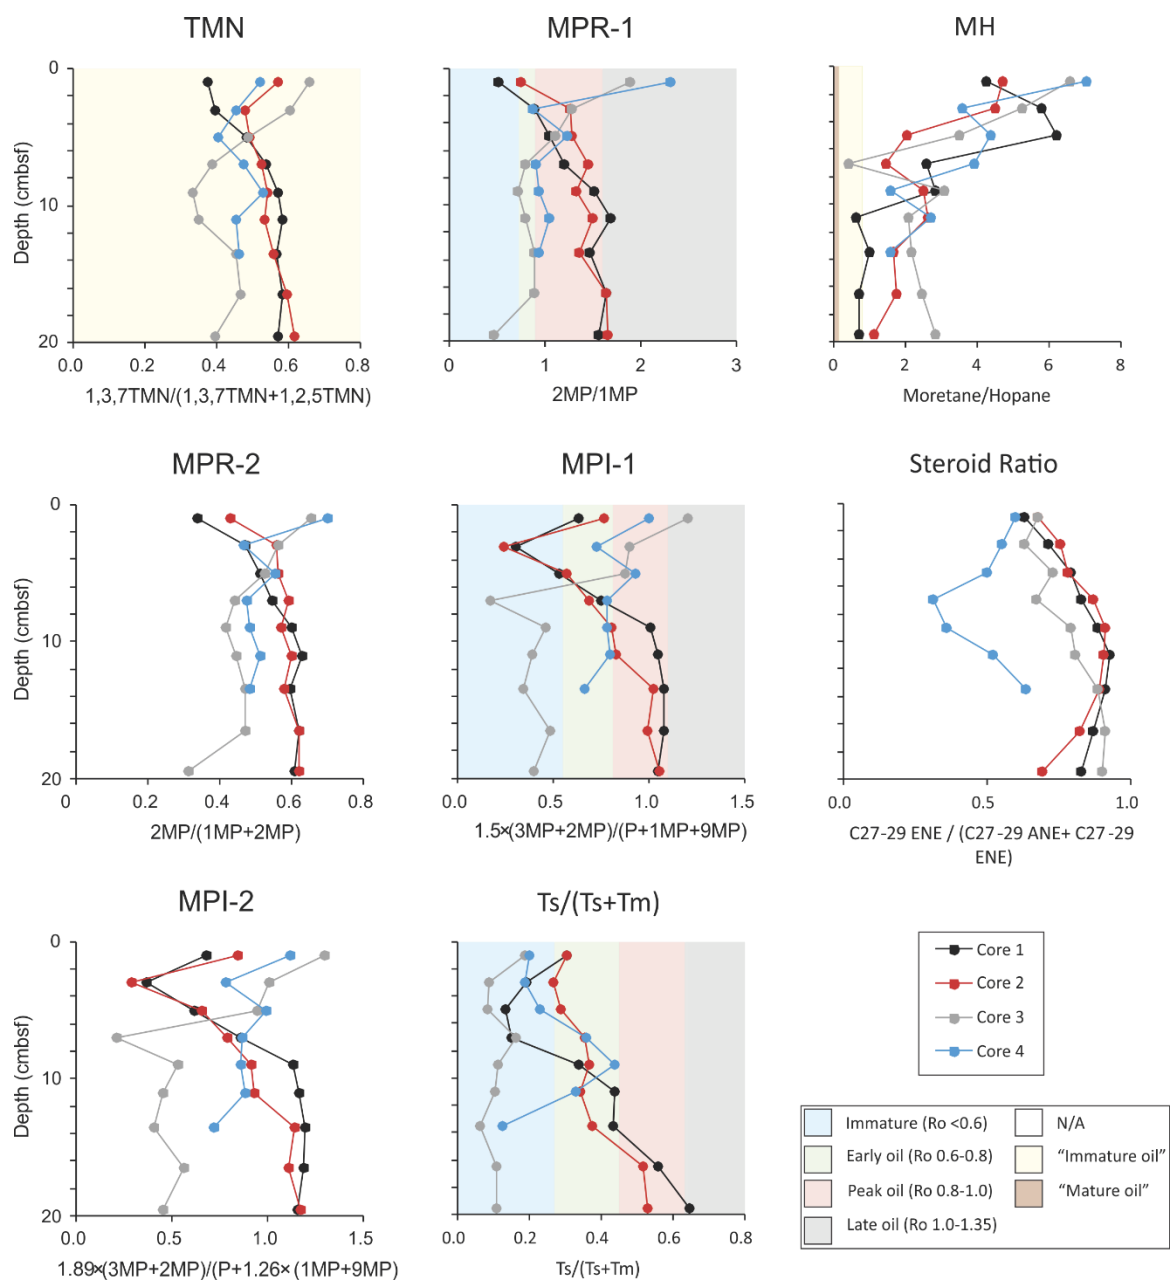 TMN
MPR-1
MH
0
10
20
Depth (cmbsf)
0.0 0.2 0.4 0.6 0.8
1,3,7TMN/(1,3,7TMN+1,2,5TMN)
0 1 2 3
2MP/1MP
0 2 4 6 8
Moretane/Hopane
MPR-2
MPI-1
Steroid Ratio
0
10
20
Depth (cmbsf)
0 0.2 0.4 0.6 0.8
2MP/(1MP+2MP)
0.0 0.5 1.0 1.5
1.5×(3MP+2MP)/(P+1MP+9MP)
0.0 0.5 1.0
C27-29 ENE / (C27-29 ANE+ C27-29
ENE)
MPI-2
Ts/(Ts+Tm)
0
10
20
Depth (cmbsf)
0.0 0.5 1.0 1.5
1.89×(3MP+2MP)/(P+1.26×(1MP+9MP)
0.0 0.2 0.4 0.6 0.8
Ts/(Ts+Tm)
Core 1
Core 2
Core 3
Core 4
Immature (Ro <0.6)
Early oil (Ro 0.6-0.8)
Peak oil (Ro 0.8-1.0)
Late oil (Ro 1.0-1.35)
N/A
“Immature oil”
“Mature oil”